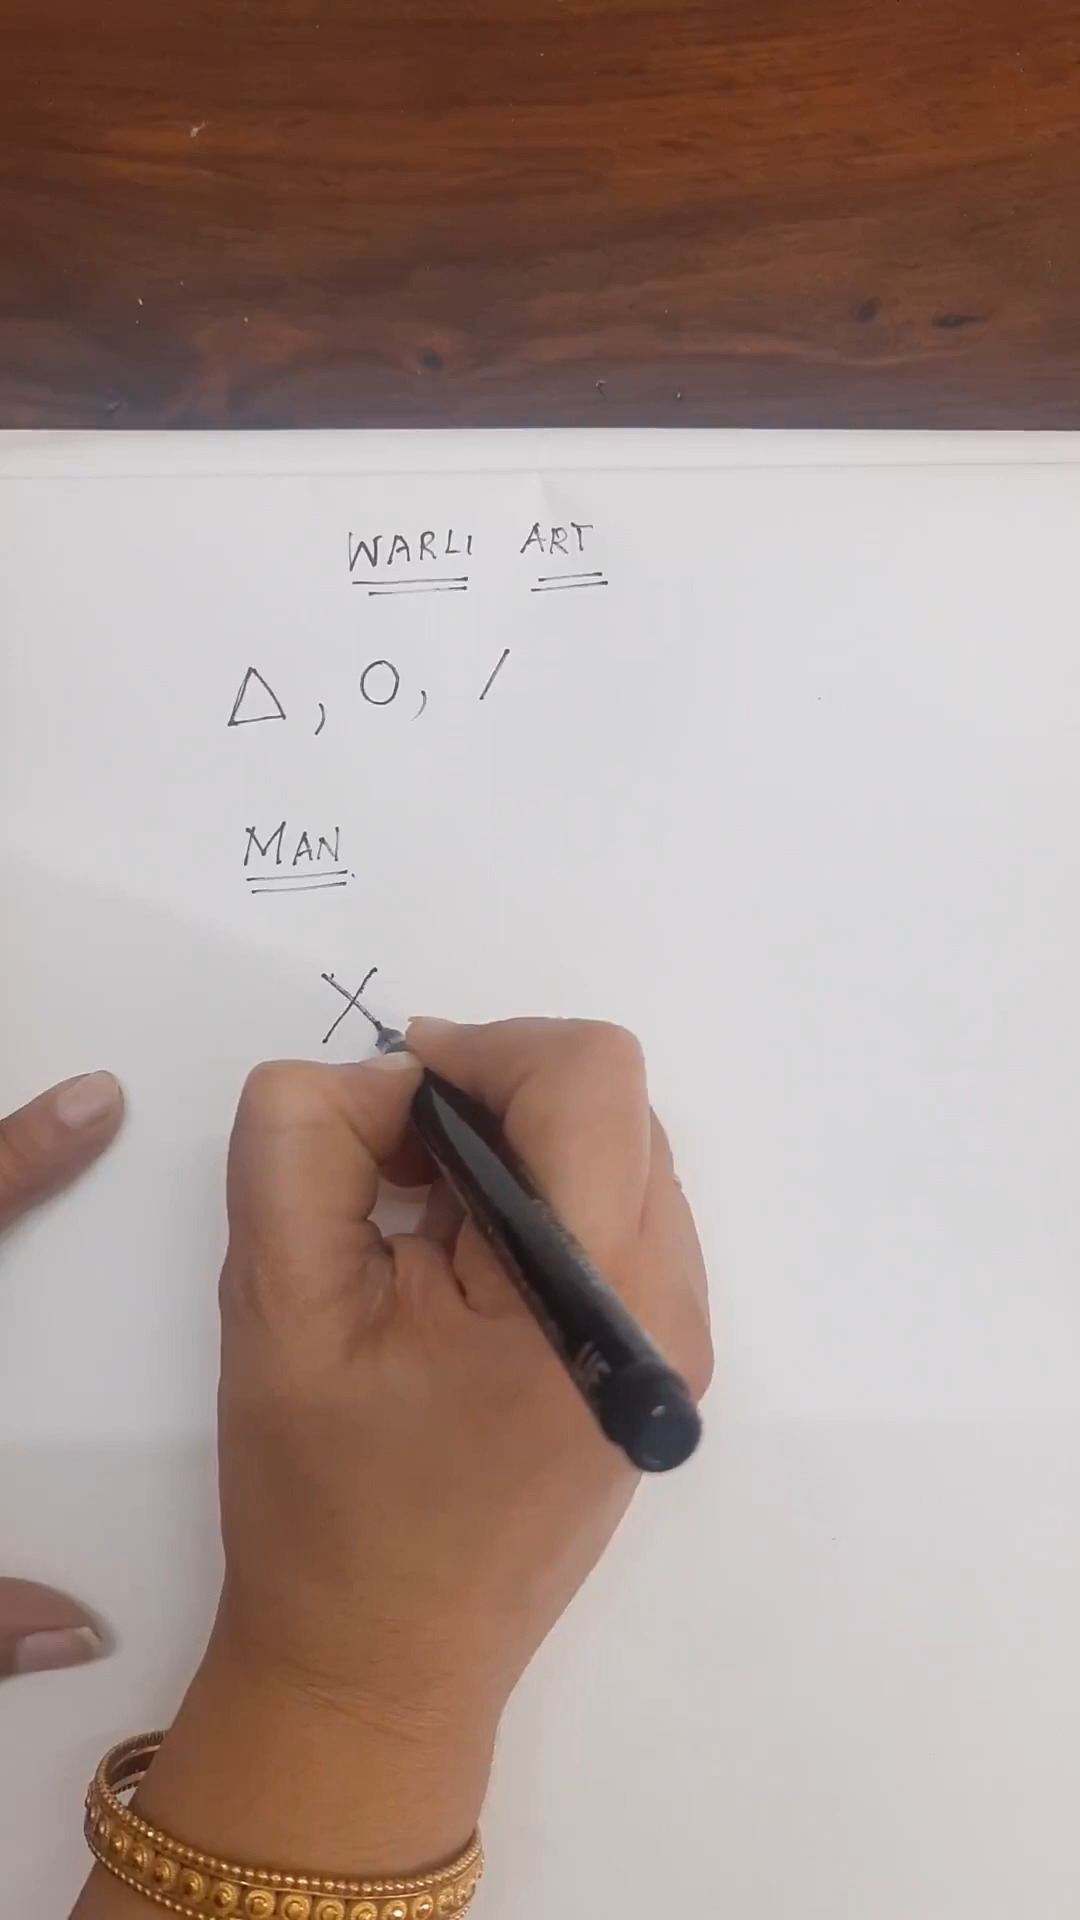 WARLI ART
Δ, O, /
MAN.
X